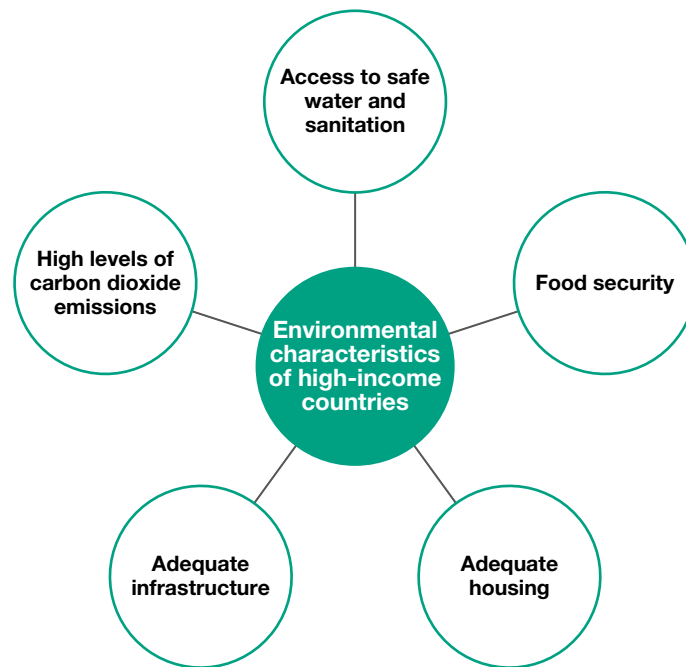 Access to safe
water and
sanitation
High levels of
carbon dioxide
emissions
Food security
Environmental
characteristics
of high-income
countries
Adequate
infrastructure
Adequate
housing